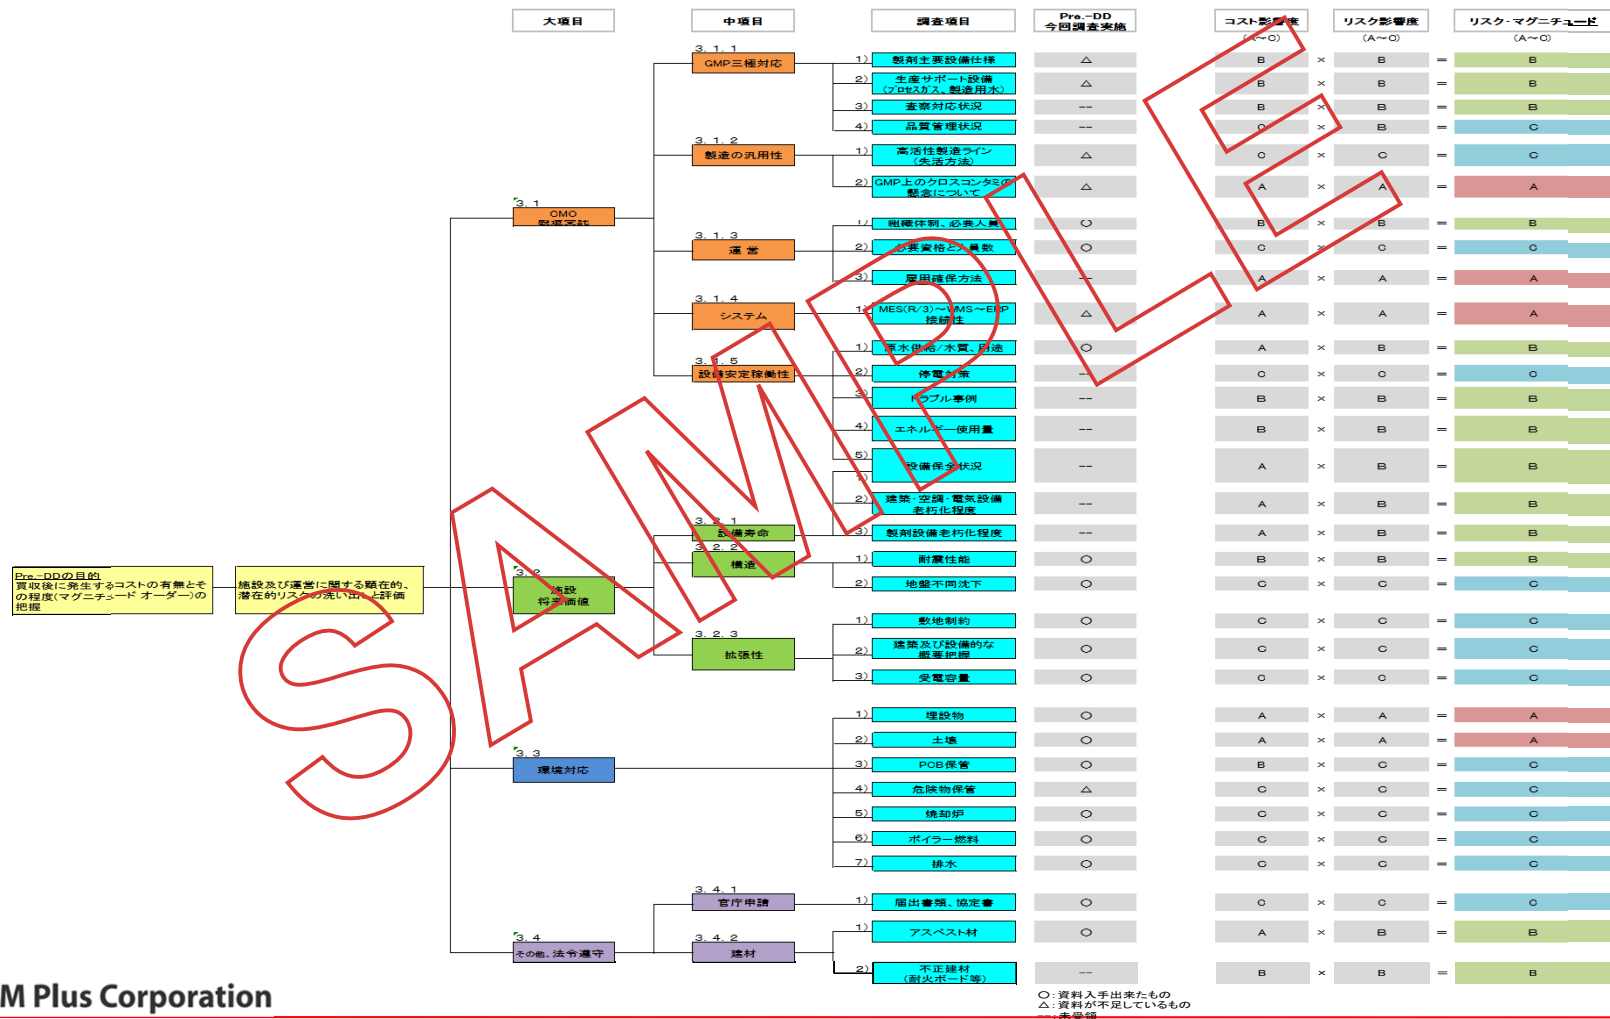 大項目 中項目 調査項目 Pre.-DD 今回調査実施 コスト影響度 リスク影響度 リスク・マグニチュード
(A～C) (A～C) (A～C)
3.1.1
GMP三極対応
1) 製剤主要設備仕様 △ B × B = B
2) 生産サポート設備 (プロセスガス、製造用水) △ B × B = B
3) 査察対応状況 -- B × B = B
4) 品質管理状況 -- C × B = C
3.1.2
製造の汎用性
1) 高活性製造ライン (失活方法) △ C × C = C
2) GMP上のクロスコンタミの 懸念について △ A × A = A
3.1
CMO
製造受託
3.1.3
運営
1) 組織体制、必要人員 ○ B × B = B
2) 必要資格と人員数 ○ C × C = C
3) 雇用確保方法 -- A × A = A
3.1.4
システム
1) MES(R/3)～WMS～ERP 接続性 △ A × A = A
3.1.5
設備安定稼働性
1) 原水供給/水質、用途 ○ A × B = B
2) 停電対策 -- C × C = C
3) トラブル事例 -- B × B = B
4) エネルギー使用量 -- B × B = B
5)
1) 設備保全状況 -- A × B = B
2) 建築・空調・電気設備 老朽化程度 -- A × B = B
3.2.1
設備寿命
3) 製剤設備老朽化程度 -- A × B = B
3.2.2
構造
1) 耐震性能 ○ B × B = B
2) 地盤不同沈下 ○ C × C = C
Pre.-DDの目的
買収後に発生するコストの有無とそ
の程度(マグニチュード オーダー)の
把握
施設及び運営に関する顕在的、
潜在的リスクの洗い出しと評価
3.2
施設
将来価値
3.2.3
拡張性
1) 敷地制約 ○ C × C = C
2) 建築及び設備的な 概要把握 ○ C × C = C
3) 受電容量 ○ C × C = C
3.3
環境対応
1) 埋設物 ○ A × A = A
2) 土壌 ○ A × A = A
3) PCB保管 ○ B × C = C
4) 危険物保管 △ C × C = C
5) 焼却炉 ○ C × C = C
6) ボイラー燃料 ○ C × C = C
7) 排水 ○ C × C = C
3.4.1
官庁申請
1) 届出書類、協定書 ○ C × C = C
3.4
その他、法令遵守
3.4.2
建材
1) アスベスト材 ○ A × B = B
2) 不正建材 (耐火ボード等) -- B × B = B
○:資料入手出来たもの
△:資料が不足しているもの
--:未受領
M Plus Corporation
SAMPLE